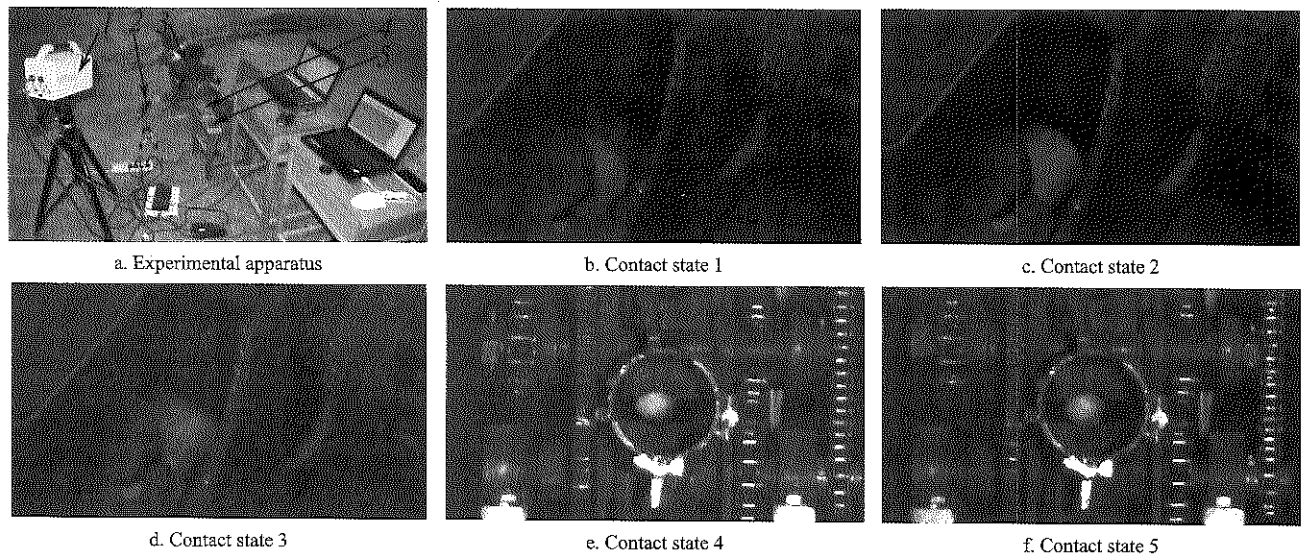 a. Experimental apparatus
b. Contact state 1
c. Contact state 2
d. Contact state 3
e. Contact state 4
f. Contact state 5